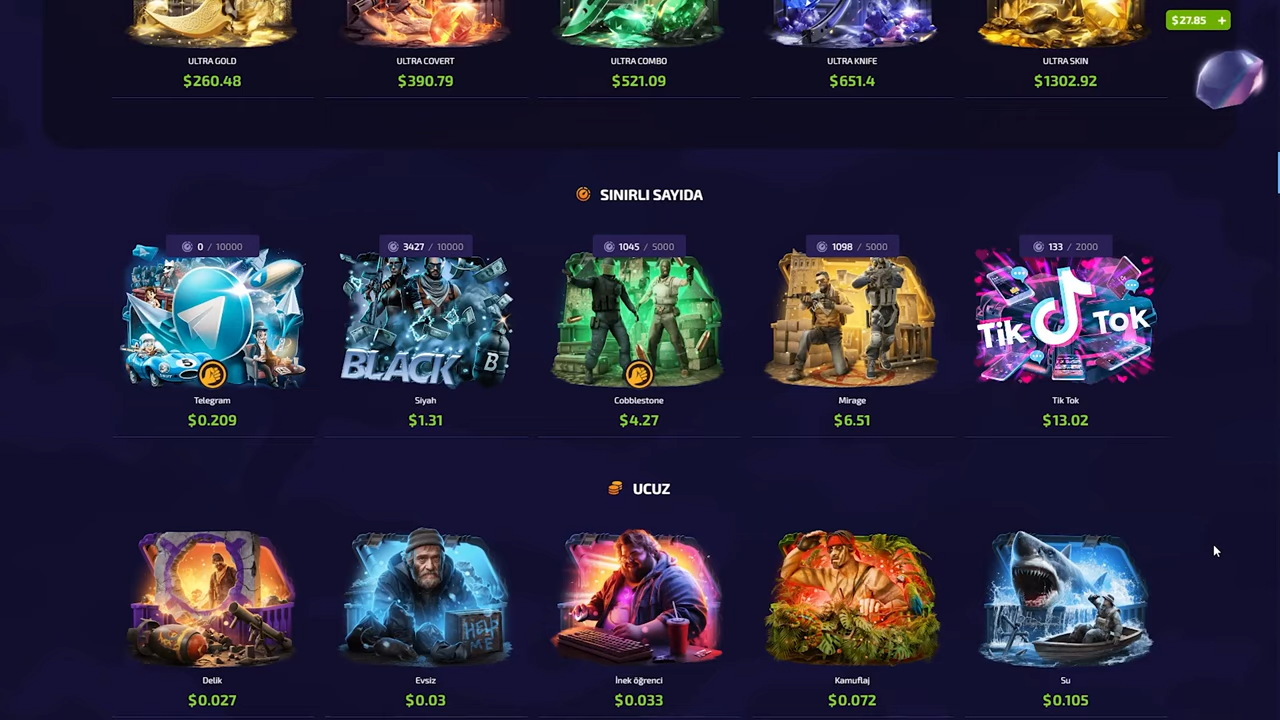 $27.85 +
ULTRA GOLD
$260.48
ULTRA COVERT
$390.79
ULTRA COMBO
$521.09
ULTRA KNIFE
$651.4
ULTRA SKIN
$1302.92
SINIRLI SAYIDA
0 / 10000
3427 / 10000
1045 / 5000
1098 / 5000
133 / 2000
BLACK
B
Tik Tok
Telegram
$0.209
Siyah
$1.31
Cobblestone
$4.27
Mirage
$6.51
Tik Tok
$13.02
UCUZ
HELP
ME
Delik
$0.027
Evsiz
$0.03
İnek öğrenci
$0.033
Kamuflaj
$0.072
Su
$0.105